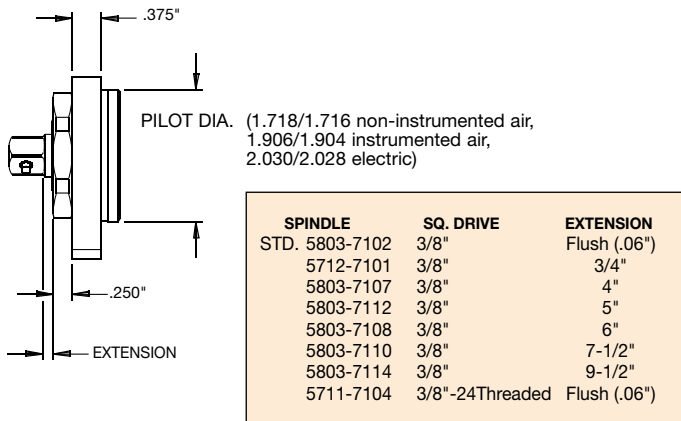 .375"
PILOT DIA. (1.718/1.716 non-instrumented air,
1.906/1.904 instrumented air,
2.030/2.028 electric)
.250"
EXTENSION
SPINDLE SQ. DRIVE EXTENSION
STD. 5803-7102 3/8" Flush (.06")
5712-7101 3/8" 3/4"
5803-7107 3/8" 4"
5803-7112 3/8" 5"
5803-7108 3/8" 6"
5803-7110 3/8" 7-1/2"
5803-7114 3/8" 9-1/2"
5711-7104 3/8"-24Threaded Flush (.06")